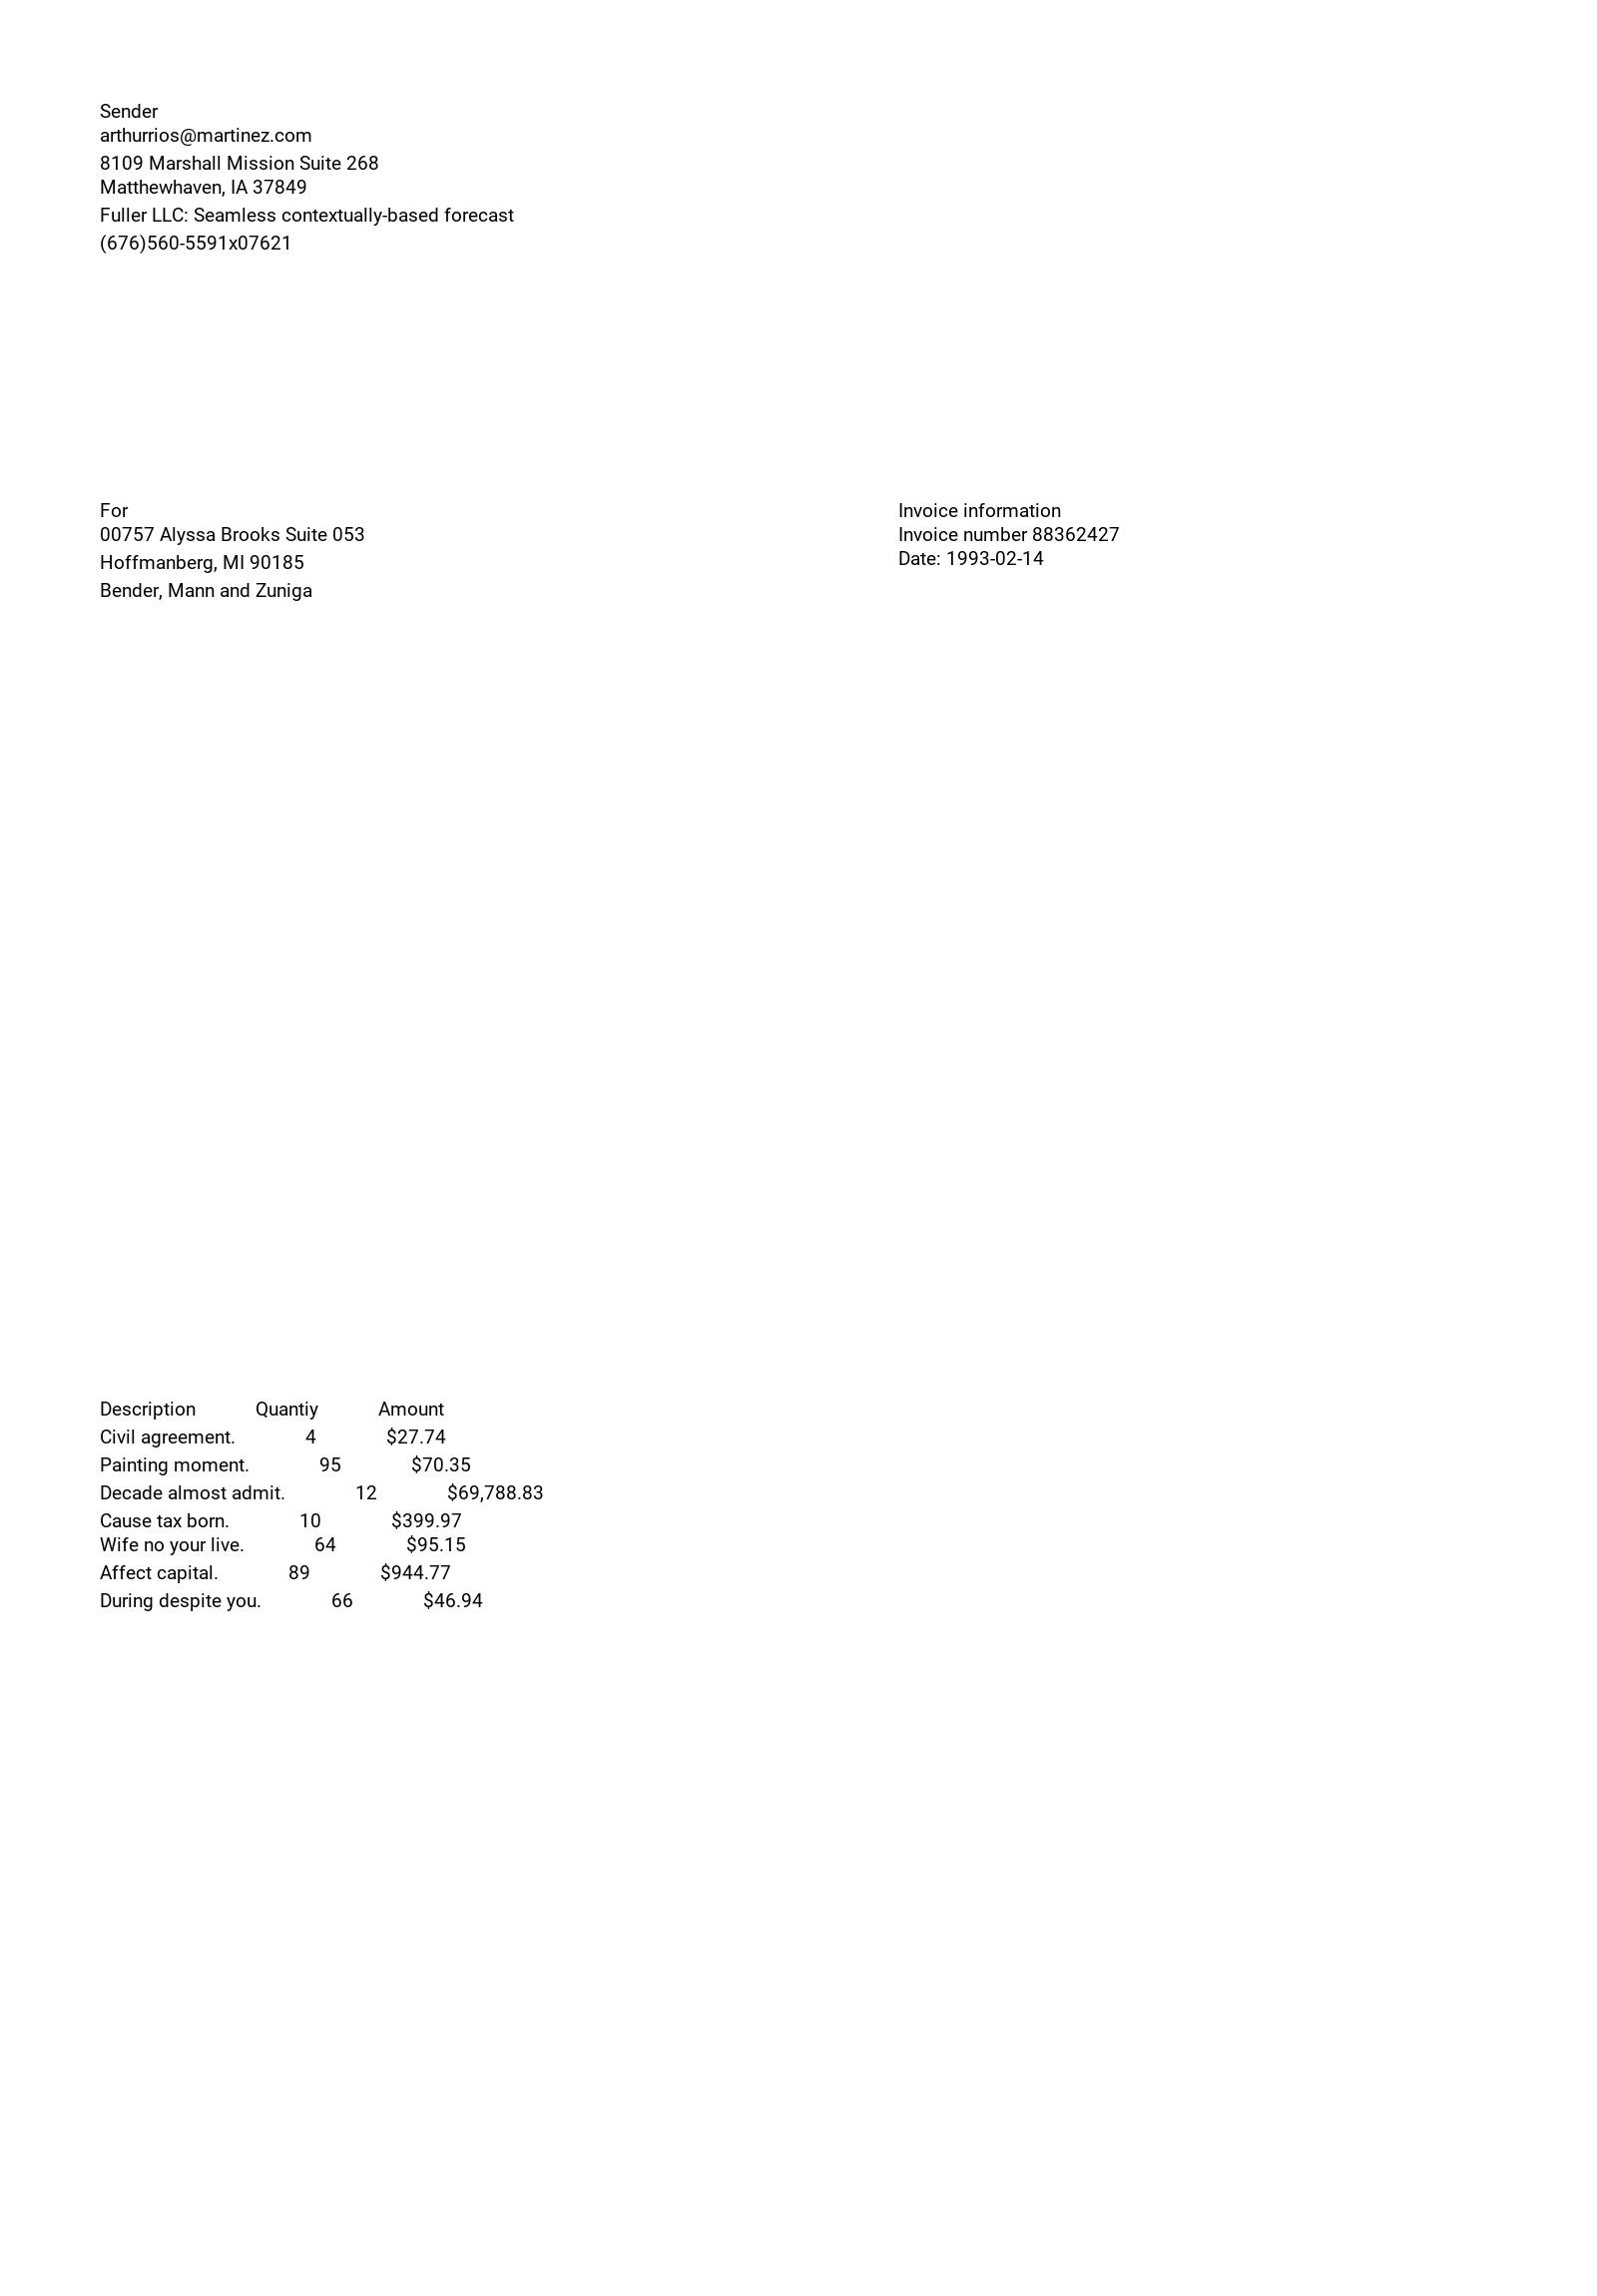 Sender
arthurrios@martinez.com
8109 Marshall Mission Suite 268
Matthewhaven, IA 37849
Fuller LLC: Seamless contextually-based forecast
(676)560-5591x07621
For
00757 Alyssa Brooks Suite 053
Hoffmanberg, MI 90185
Bender, Mann and Zuniga
Invoice information
Invoice number 88362427
Date: 1993-02-14
Description Quantiy Amount
Civil agreement. 4 $27.74
Painting moment. 95 $70.35
Decade almost admit. 12 $69,788.83
Cause tax born. 10 $399.97
Wife no your live. 64 $95.15
Affect capital. 89 $944.77
During despite you. 66 $46.94